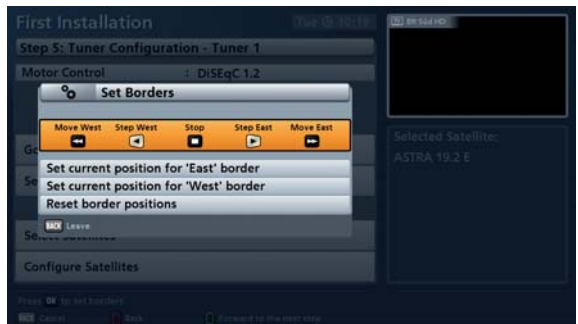 First Installation
Tue 10:19
BR Süd HD
Step 5: Tuner Configuration - Tuner 1
Motor Control : DiSEqC 1.2
Set Borders
Move West Step West Stop Step East Move East
Selected Satellite:
ASTRA 19.2 E
Set current position for 'East' border
Set current position for 'West' border
Reset border positions
BACK Leave
Select Satellites
Configure Satellites
Press OK to set borders
BACK Cancel Back Forward to the next step